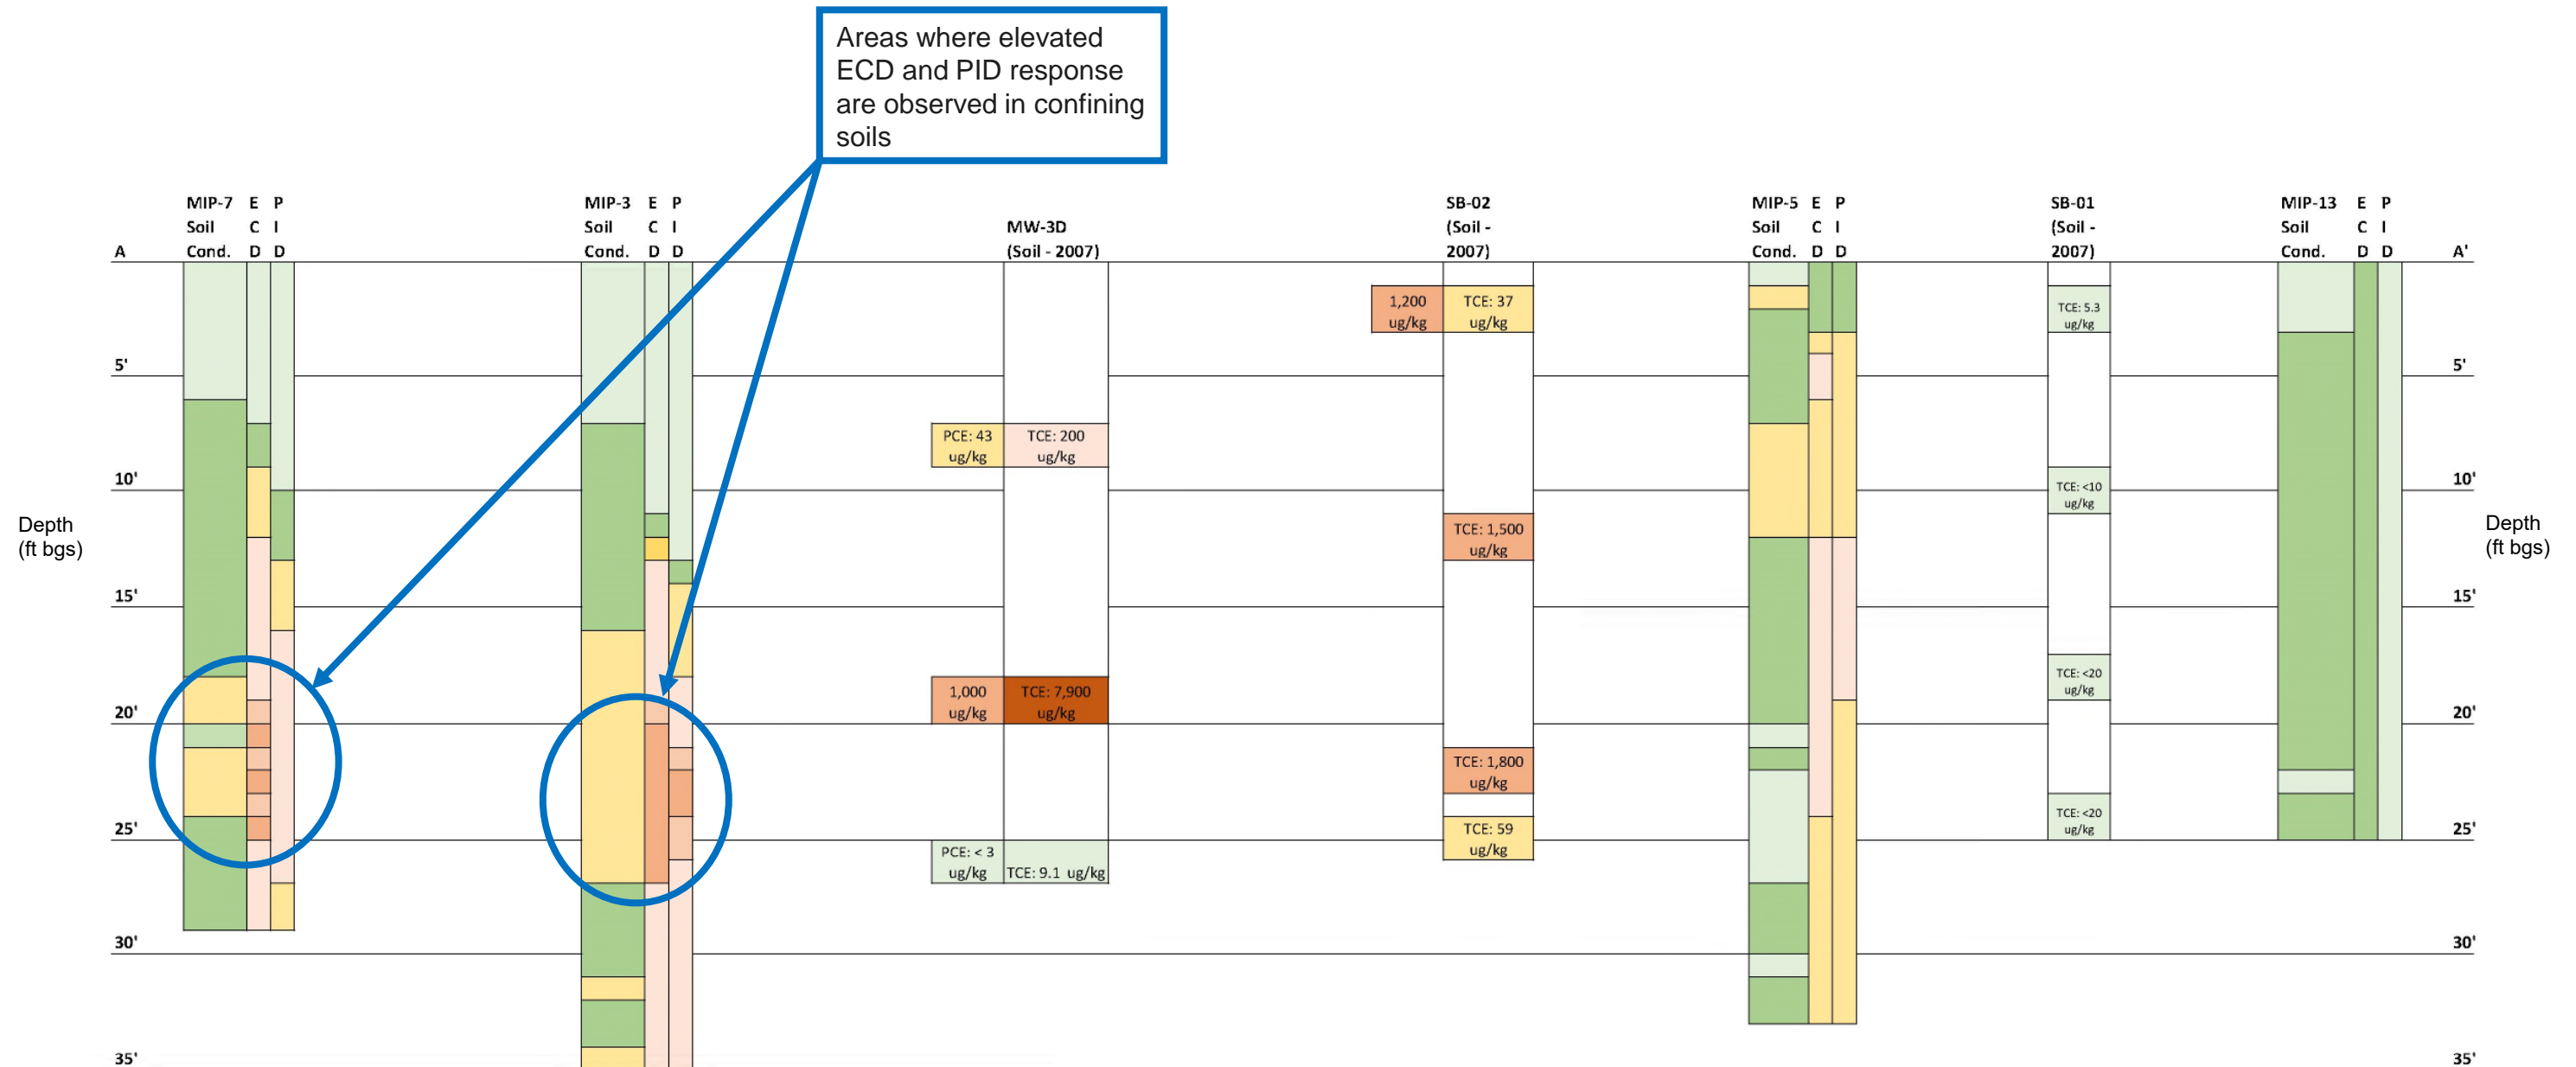 Areas where elevated
ECD and PID response
are observed in confining
soils
MIP-7 E P
Soil C I
A Cond. D D
MIP-3 E P
Soil C I
Cond. D D
MW-3D
(Soil - 2007)
SB-02
(Soil -
2007)
MIP-5 E P
Soil C I
Cond. D D
SB-01
(Soil -
2007)
MIP-13 E P
Soil C I
Cond. D D A'
1,200
ug/kg
TCE: 37
ug/kg
TCE: 5.3
ug/kg
5'
5'
PCE: 43
ug/kg
TCE: 200
ug/kg
10'
TCE: <10
ug/kg
10'
Depth
(ft bgs)
TCE: 1,500
ug/kg
Depth
(ft bgs)
15'
15'
1,000
ug/kg
TCE: 7,900
ug/kg
TCE: <20
ug/kg
20'
20'
TCE: 1,800
ug/kg
25'
TCE: 59
ug/kg
TCE: <20
ug/kg
25'
PCE: < 3
ug/kg
TCE: 9.1 ug/kg
30'
30'
35'
35'